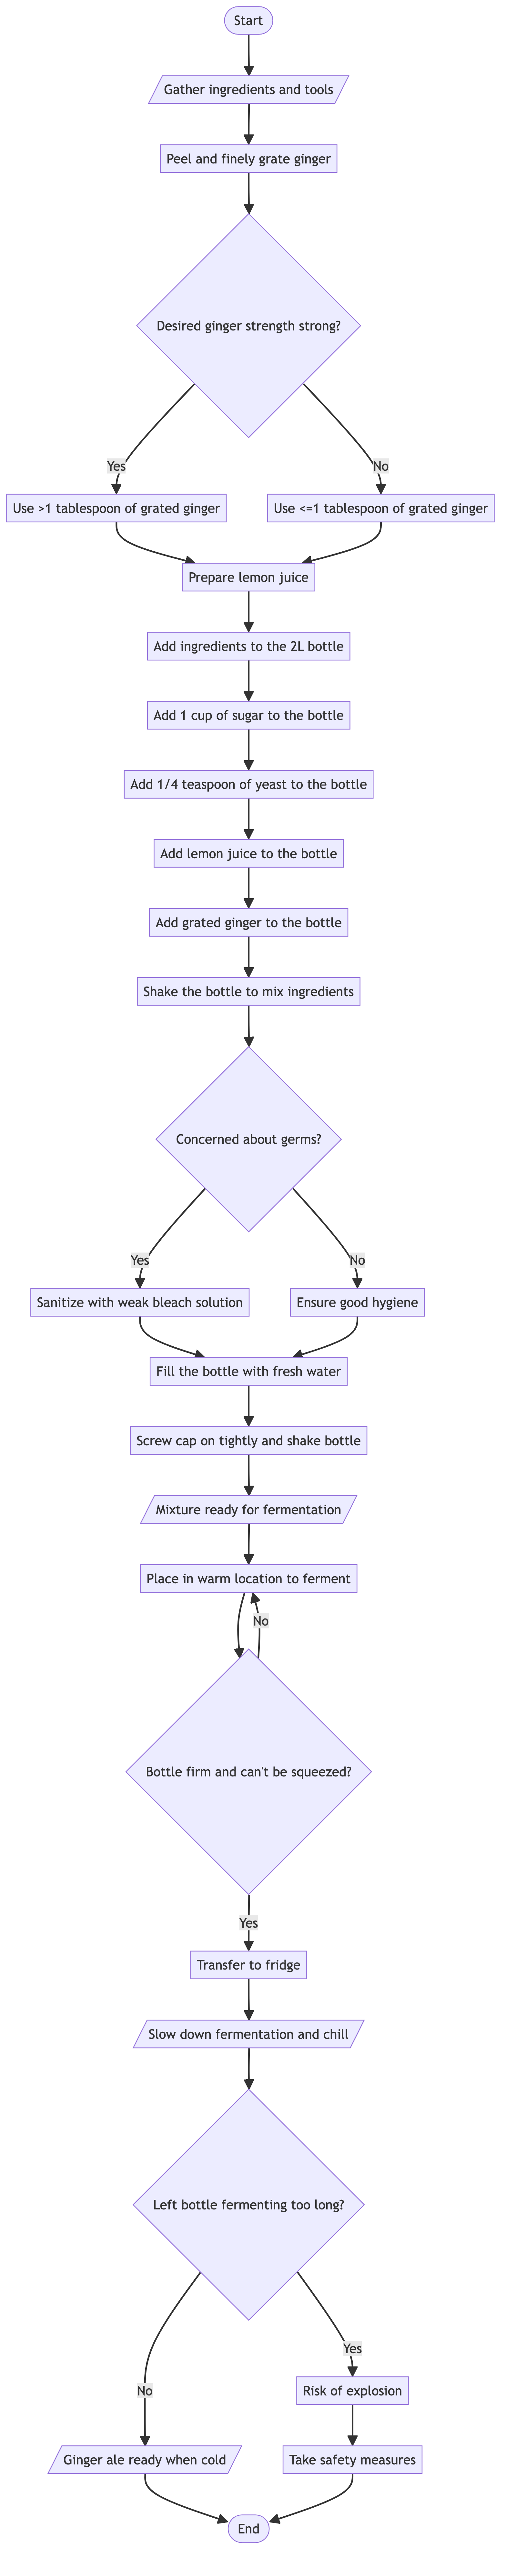 Start
Gather ingredients and tools
Peel and finely grate ginger
Desired ginger strength strong?
Yes
No
Use >1 tablespoon of grated ginger
Use <=1 tablespoon of grated ginger
Prepare lemon juice
Add ingredients to the 2L bottle
Add 1 cup of sugar to the bottle
Add 1/4 teaspoon of yeast to the bottle
Add lemon juice to the bottle
Add grated ginger to the bottle
Shake the bottle to mix ingredients
Concerned about germs?
Yes
No
Sanitize with weak bleach solution
Ensure good hygiene
Fill the bottle with fresh water
Screw cap on tightly and shake bottle
Mixture ready for fermentation
Place in warm location to ferment
No
Bottle firm and can't be squeezed?
Yes
Transfer to fridge
Slow down fermentation and chill
Left bottle fermenting too long?
Yes
No
Risk of explosion
Ginger ale ready when cold
Take safety measures
End